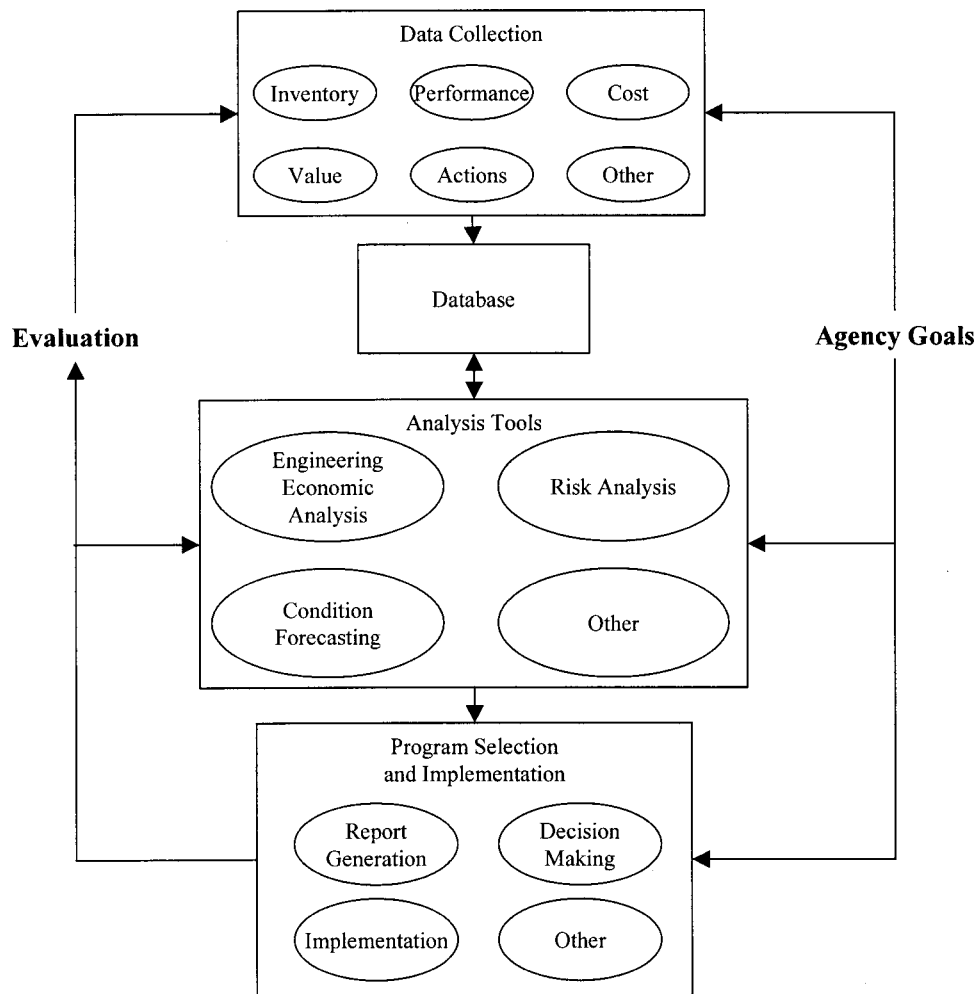 Data Collection
Inventory
Performance
Cost
Value
Actions
Other
Database
Evaluation
Agency Goals
Analysis Tools
Engineering
Economic
Analysis
Risk Analysis
Condition
Forecasting
Other
Program Selection
and Implementation
Report
Generation
Decision
Making
Implementation
Other